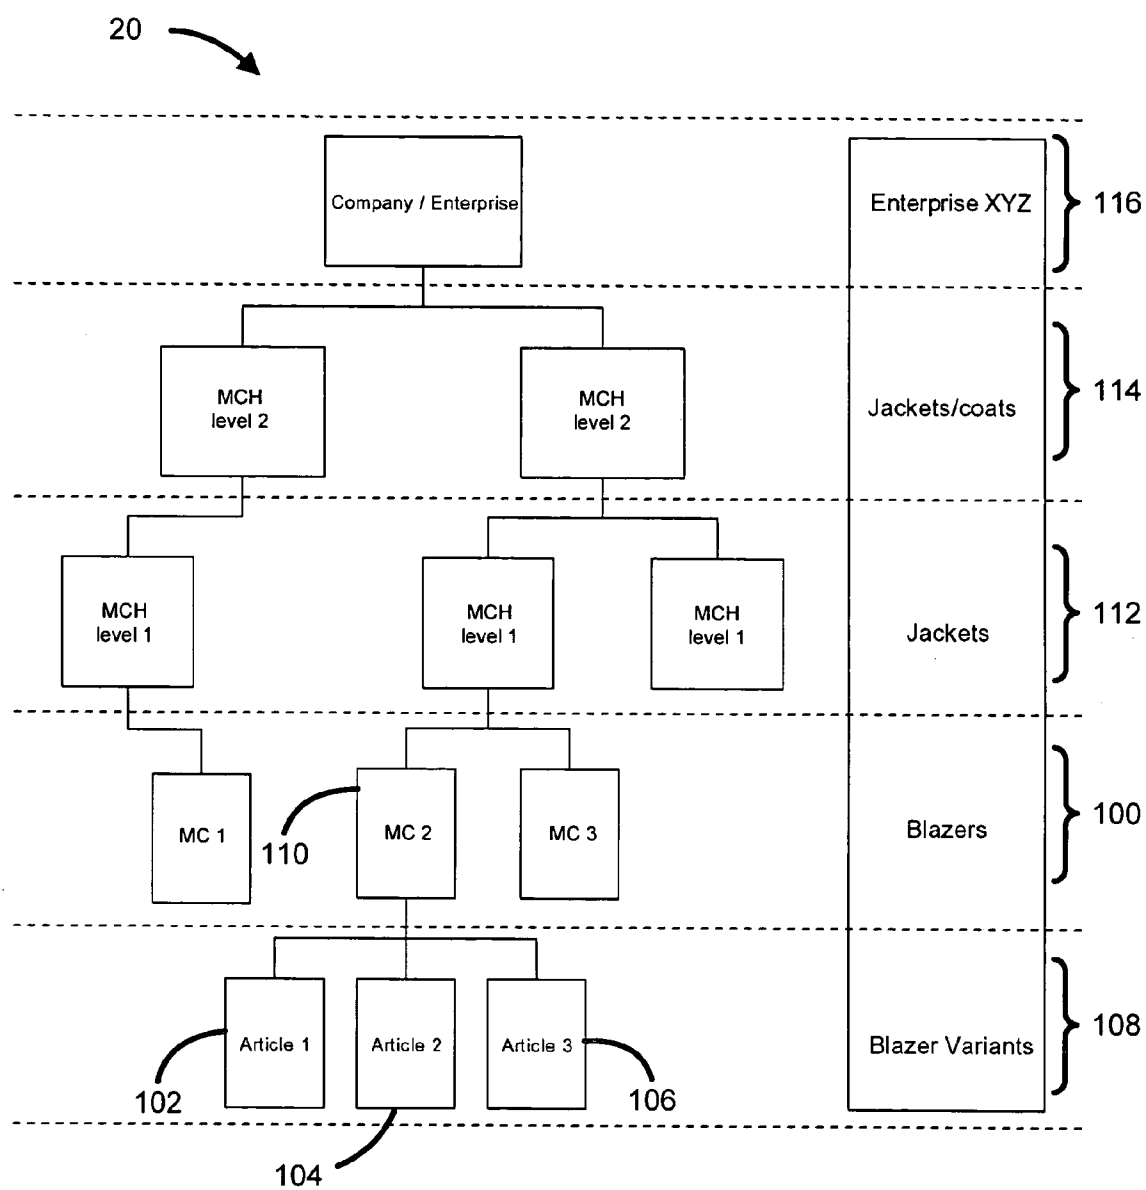 20
Company / Enterprise
Enterprise XYZ
116
MCH
level 2
MCH
level 2
Jackets/coats
114
MCH
level 1
MCH
level 1
MCH
level 1
Jackets
112
MC 1
110
MC 2
MC 3
Blazers
100
Article 1
Article 2
Article 3
Blazer Variants
108
102
104
106